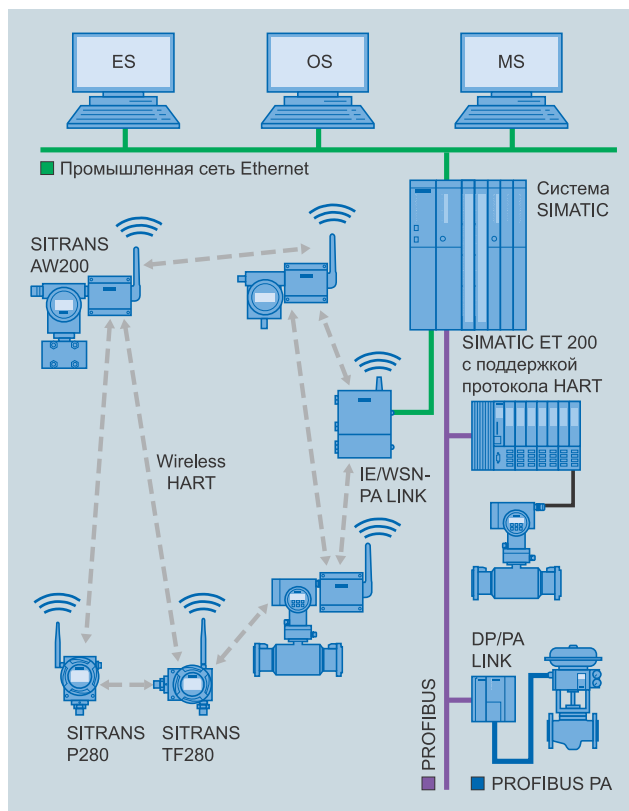 ES
OS
MS
Промышленная сеть Ethernet
Система
SIMATIC
SITRANS
AW200
SIMATIC ET 200
с поддержкой
протокола HART
Wireless
HART
IE/WSN-
PA LINK
DP/PA
LINK
SITRANS
P280
SITRANS
TF280
PROFIBUS
PROFIBUS PA